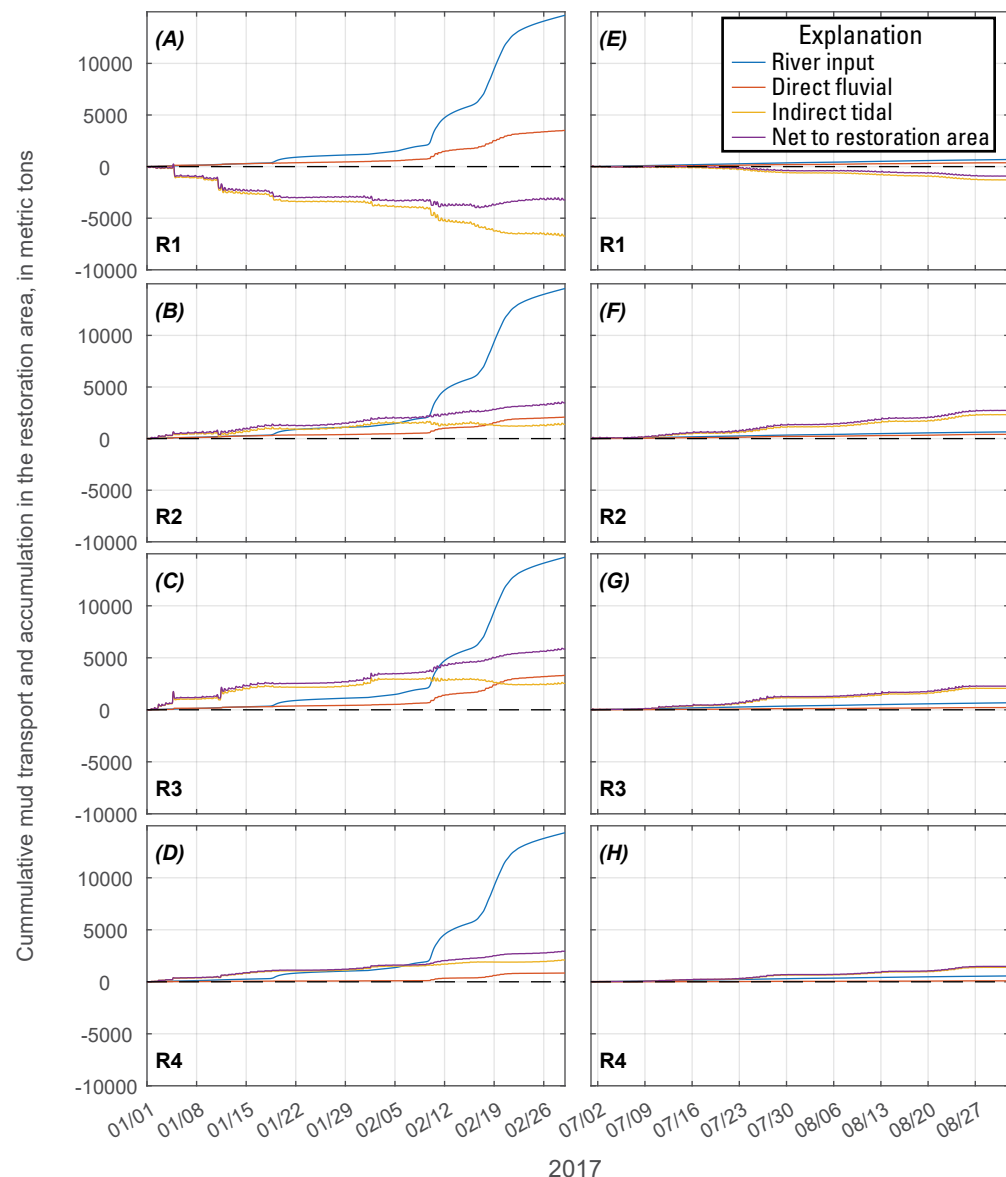 Cummulative mud transport and accumulation in the restoration area, in metric tons
(A)
10000
5000
0
-5000
-10000
R1
(E)
Explanation
River input
Direct fluvial
Indirect tidal
Net to restoration area
R1
(B)
10000
5000
0
-5000
-10000
R2
(F)
R2
(C)
10000
5000
0
-5000
-10000
R3
(G)
R3
(D)
10000
5000
0
-5000
-10000
R4
(H)
R4
01/01 01/08 01/15 01/22 01/29 02/05 02/12 02/19 02/26 07/02 07/09 07/16 07/23 07/30 08/06 08/13 08/20 08/27
2017